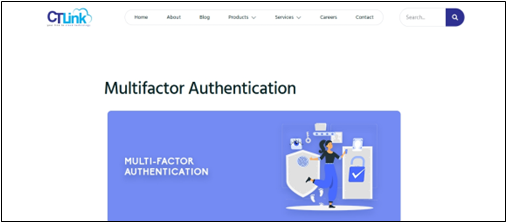 CTLink
Home About Blog Products Services Careers Contact Search...
Multifactor Authentication
MULTI-FACTOR
AUTHENTICATION